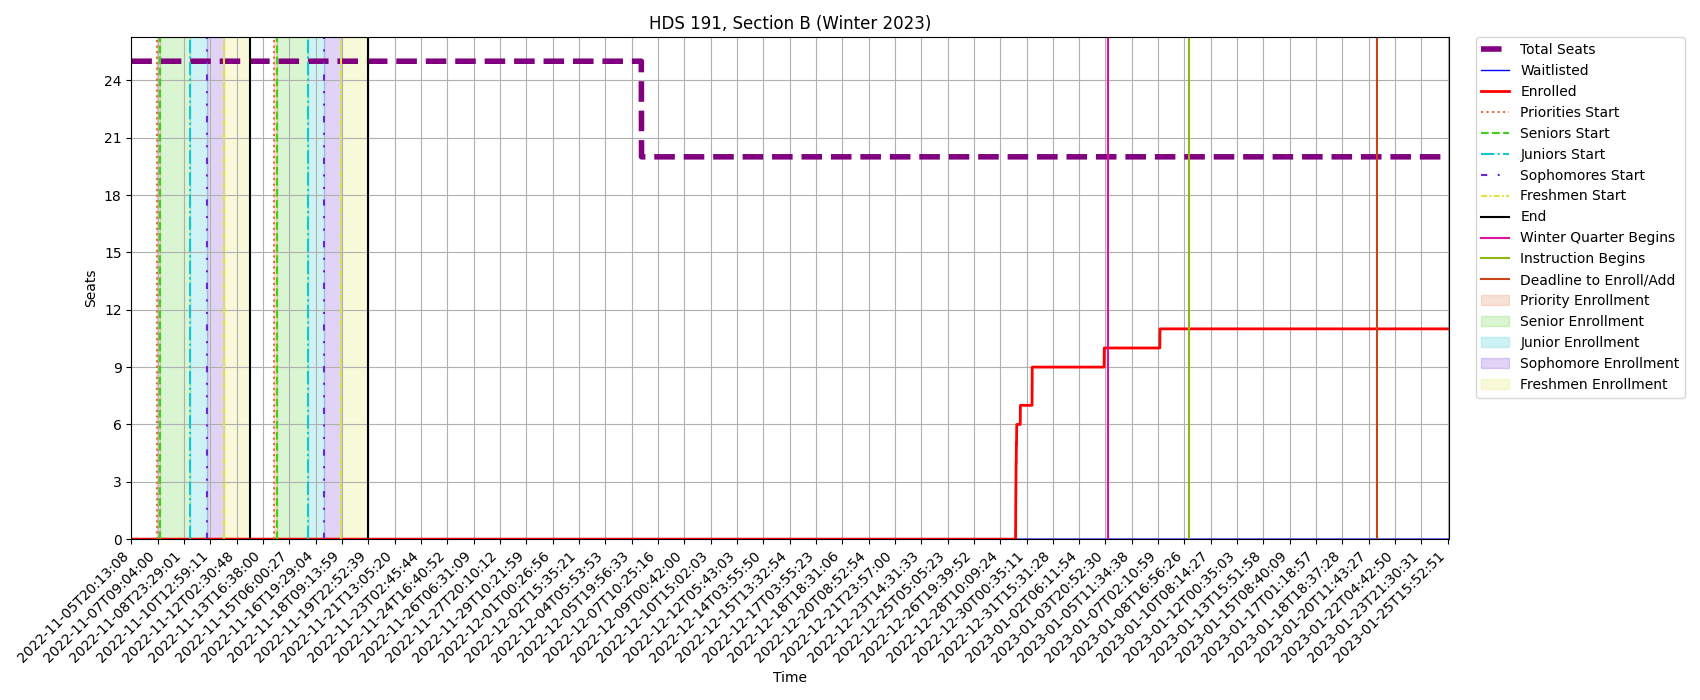 HDS 191, Section B (Winter 2023)
Seats
24
21
18
15
12
9
6
3
0
2022-11-05T20:13:08
2022-11-07T09:04:00
2022-11-08T23:29:01
2022-11-10T12:59:11
2022-11-12T02:30:48
2022-11-13T16:38:00
2022-11-15T06:00:27
2022-11-16T19:29:04
2022-11-18T09:13:59
2022-11-19T22:52:39
2022-11-21T13:05:20
2022-11-23T02:45:44
2022-11-24T16:40:52
2022-11-26T06:31:09
2022-11-27T20:10:12
2022-11-29T10:21:59
2022-12-01T00:26:56
2022-12-02T15:35:21
2022-12-04T05:53:53
2022-12-05T19:56:33
2022-12-07T10:25:16
2022-12-09T00:42:00
2022-12-10T15:02:03
2022-12-12T05:43:03
2022-12-14T03:55:50
2022-12-15T13:32:54
2022-12-17T03:55:23
2022-12-18T18:31:06
2022-12-20T08:52:54
2022-12-21T23:57:00
2022-12-23T14:31:33
2022-12-25T05:05:23
2022-12-26T19:39:52
2022-12-28T10:09:24
2022-12-30T00:35:11
2022-12-31T15:31:28
2023-01-02T06:11:54
2023-01-03T20:52:30
2023-01-05T11:34:38
2023-01-07T02:10:59
2023-01-08T16:56:26
2023-01-10T08:14:27
2023-01-12T00:35:03
2023-01-13T15:51:58
2023-01-15T08:40:09
2023-01-17T01:18:57
2023-01-18T18:37:28
2023-01-20T11:43:27
2023-01-22T04:42:50
2023-01-23T21:30:31
2023-01-25T15:52:51
Time
Total Seats
Waitlisted
Enrolled
Priorities Start
Seniors Start
Juniors Start
Sophomores Start
Freshmen Start
End
Winter Quarter Begins
Instruction Begins
Deadline to Enroll/Add
Priority Enrollment
Senior Enrollment
Junior Enrollment
Sophomore Enrollment
Freshmen Enrollment